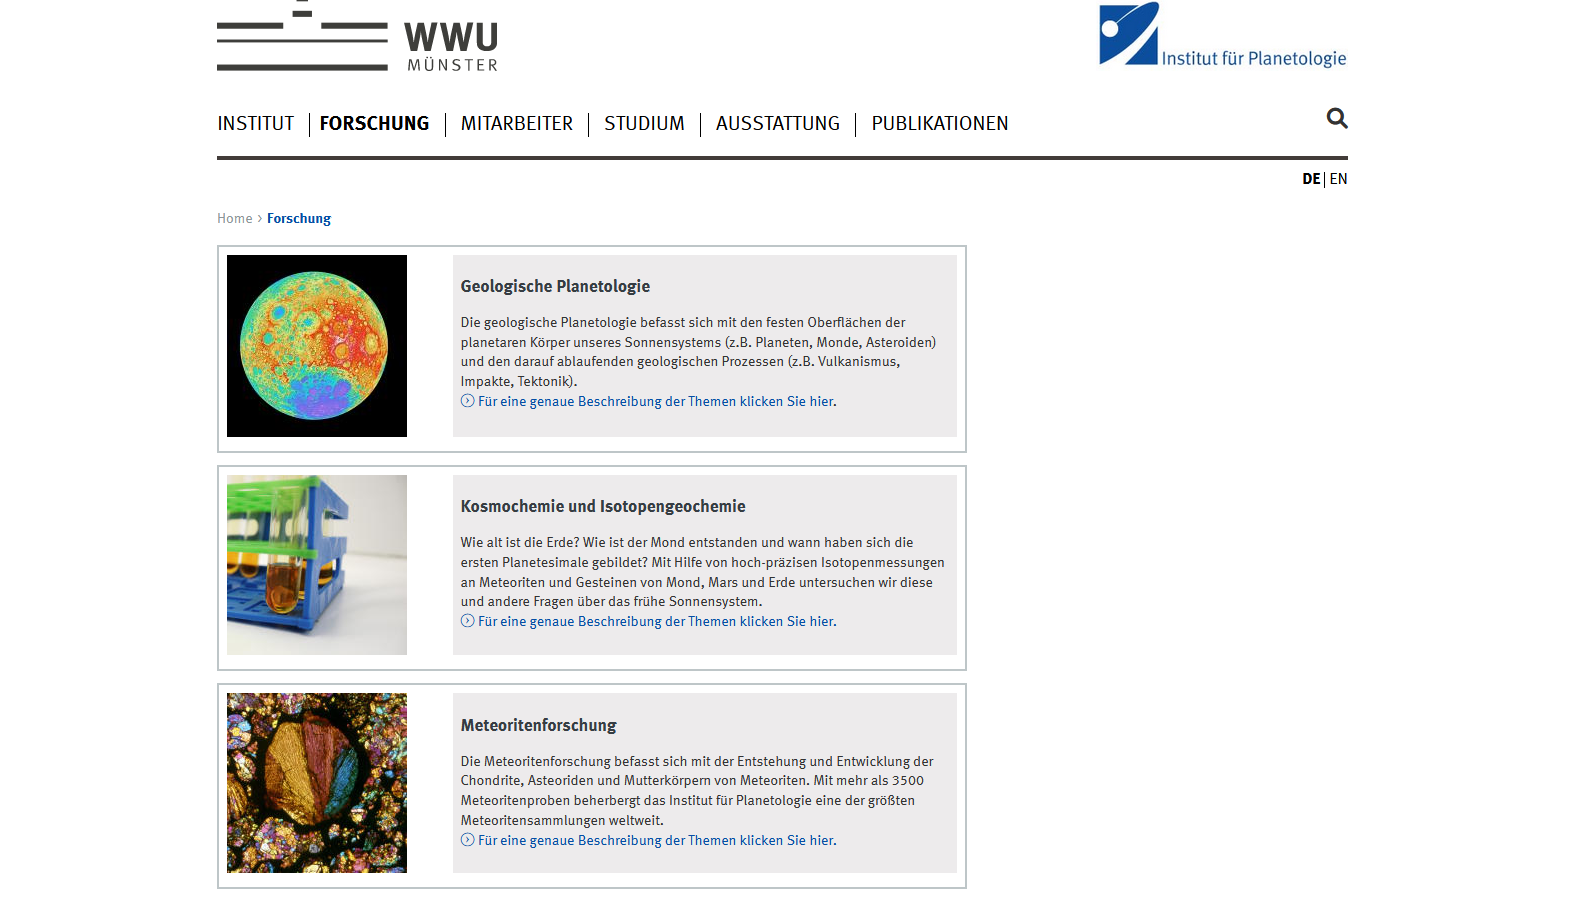 WWU
MÜNSTER
Institut für Planetologie
INSTITUT
FORSCHUNG
MITARBEITER
STUDIUM
AUSSTATTUNG
PUBLIKATIONEN
DE | EN
Home › Forschung
Geologische Planetologie
Die geologische Planetologie befasst sich mit den festen Oberflächen der
planetaren Körper unseres Sonnensystems (z.B. Planeten, Monde, Asteroiden)
und den darauf ablaufenden geologischen Prozessen (z.B. Vulkanismus,
Impakte, Tektonik).
Für eine genaue Beschreibung der Themen klicken Sie hier.
Kosmochemie und Isotopengeochemie
Wie alt ist die Erde? Wie ist der Mond entstanden und wann haben sich die
ersten Planetesimale gebildet? Mit Hilfe von hoch-präzisen Isotopenmessungen
an Meteoriten und Gesteinen von Mond, Mars und Erde untersuchen wir diese
und andere Fragen über das frühe Sonnensystem.
Für eine genaue Beschreibung der Themen klicken Sie hier.
Meteoritenforschung
Die Meteoritenforschung befasst sich mit der Entstehung und Entwicklung der
Chondrite, Asteoriden und Mutterkörpern von Meteoriten. Mit mehr als 3500
Meteoritenproben beherbergt das Institut für Planetologie eine der größten
Meteoritensammlungen weltweit.
Für eine genaue Beschreibung der Themen klicken Sie hier.